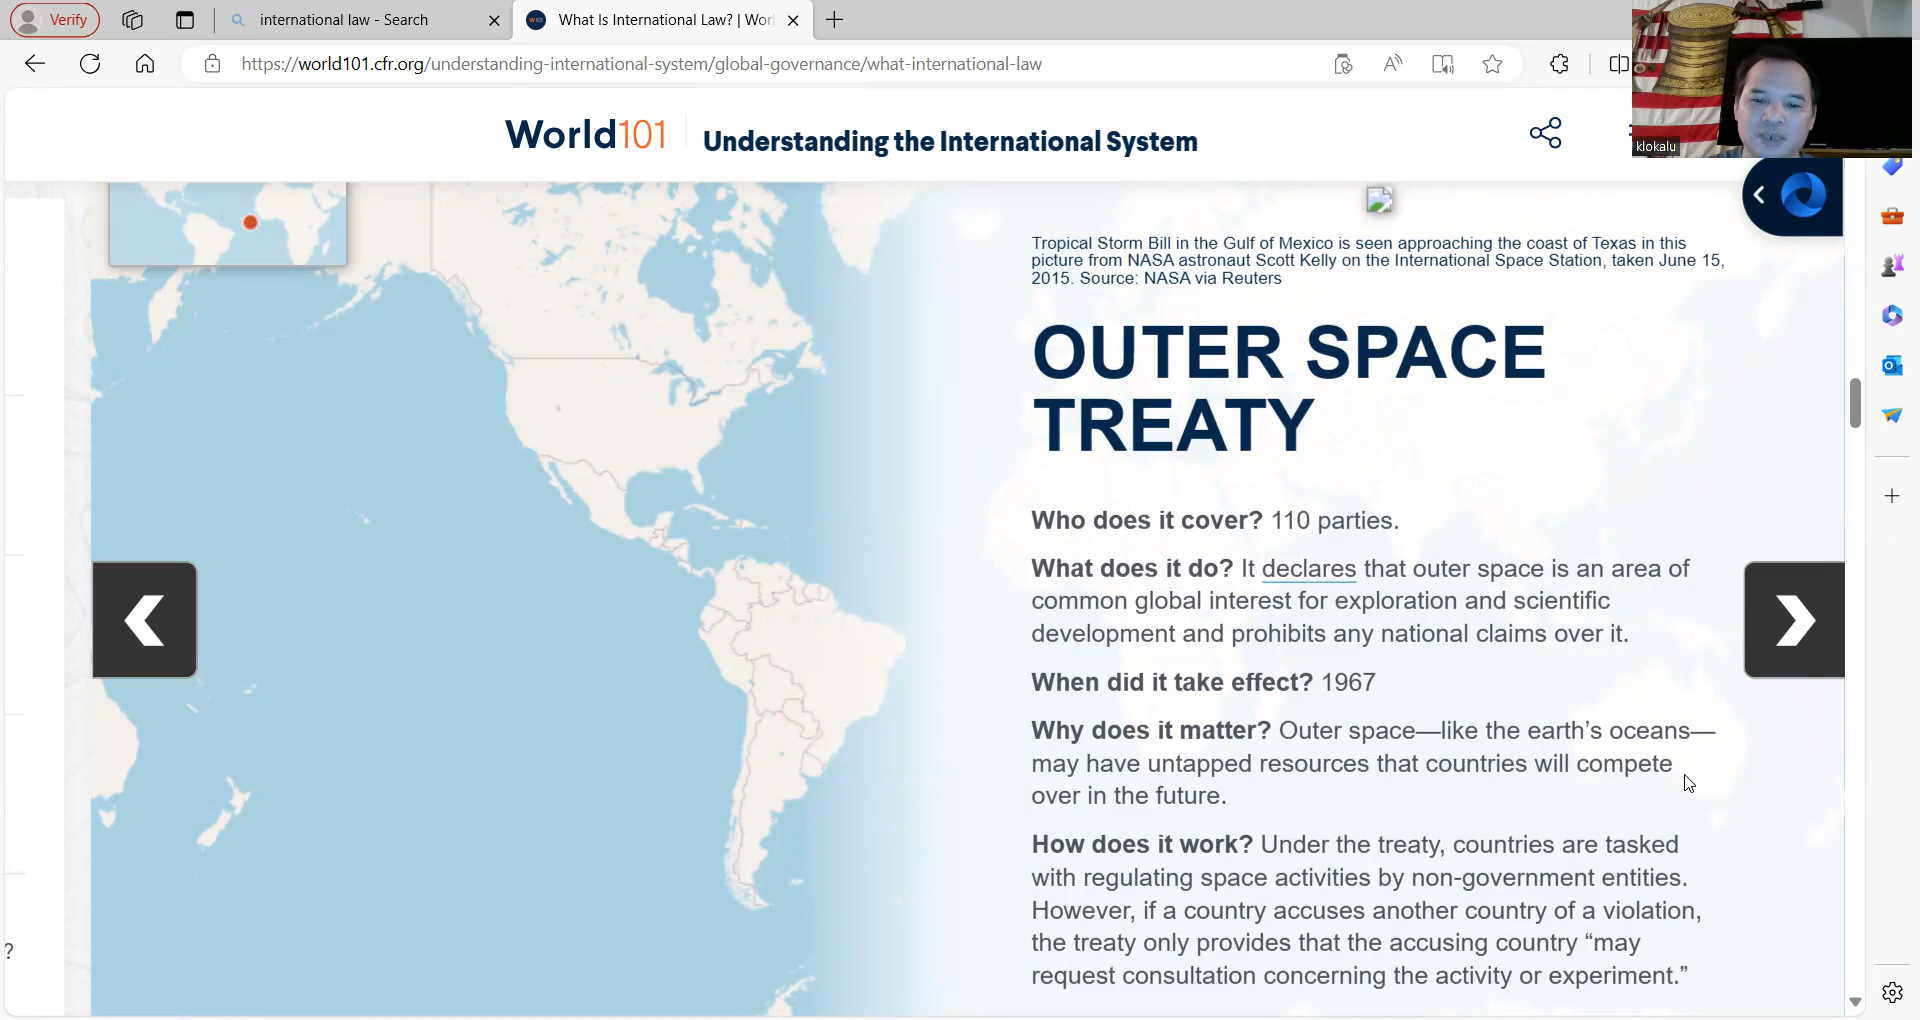 Verify
international law - Search
What Is International Law? | Wor
https://world101.cfr.org/understanding-international-system/global-governance/what-international-law
klokalu
World101
Understanding the International System
Tropical Storm Bill in the Gulf of Mexico is seen approaching the coast of Texas in this
picture from NASA astronaut Scott Kelly on the International Space Station, taken June 15,
2015. Source: NASA via Reuters
OUTER SPACE
TREATY
Who does it cover? 110 parties.
What does it do? It declares that outer space is an area of
common global interest for exploration and scientific
development and prohibits any national claims over it.
When did it take effect? 1967
Why does it matter? Outer space—like the earth’s oceans—
may have untapped resources that countries will compete
over in the future.
How does it work? Under the treaty, countries are tasked
with regulating space activities by non-government entities.
However, if a country accuses another country of a violation,
the treaty only provides that the accusing country “may
request consultation concerning the activity or experiment.”
?